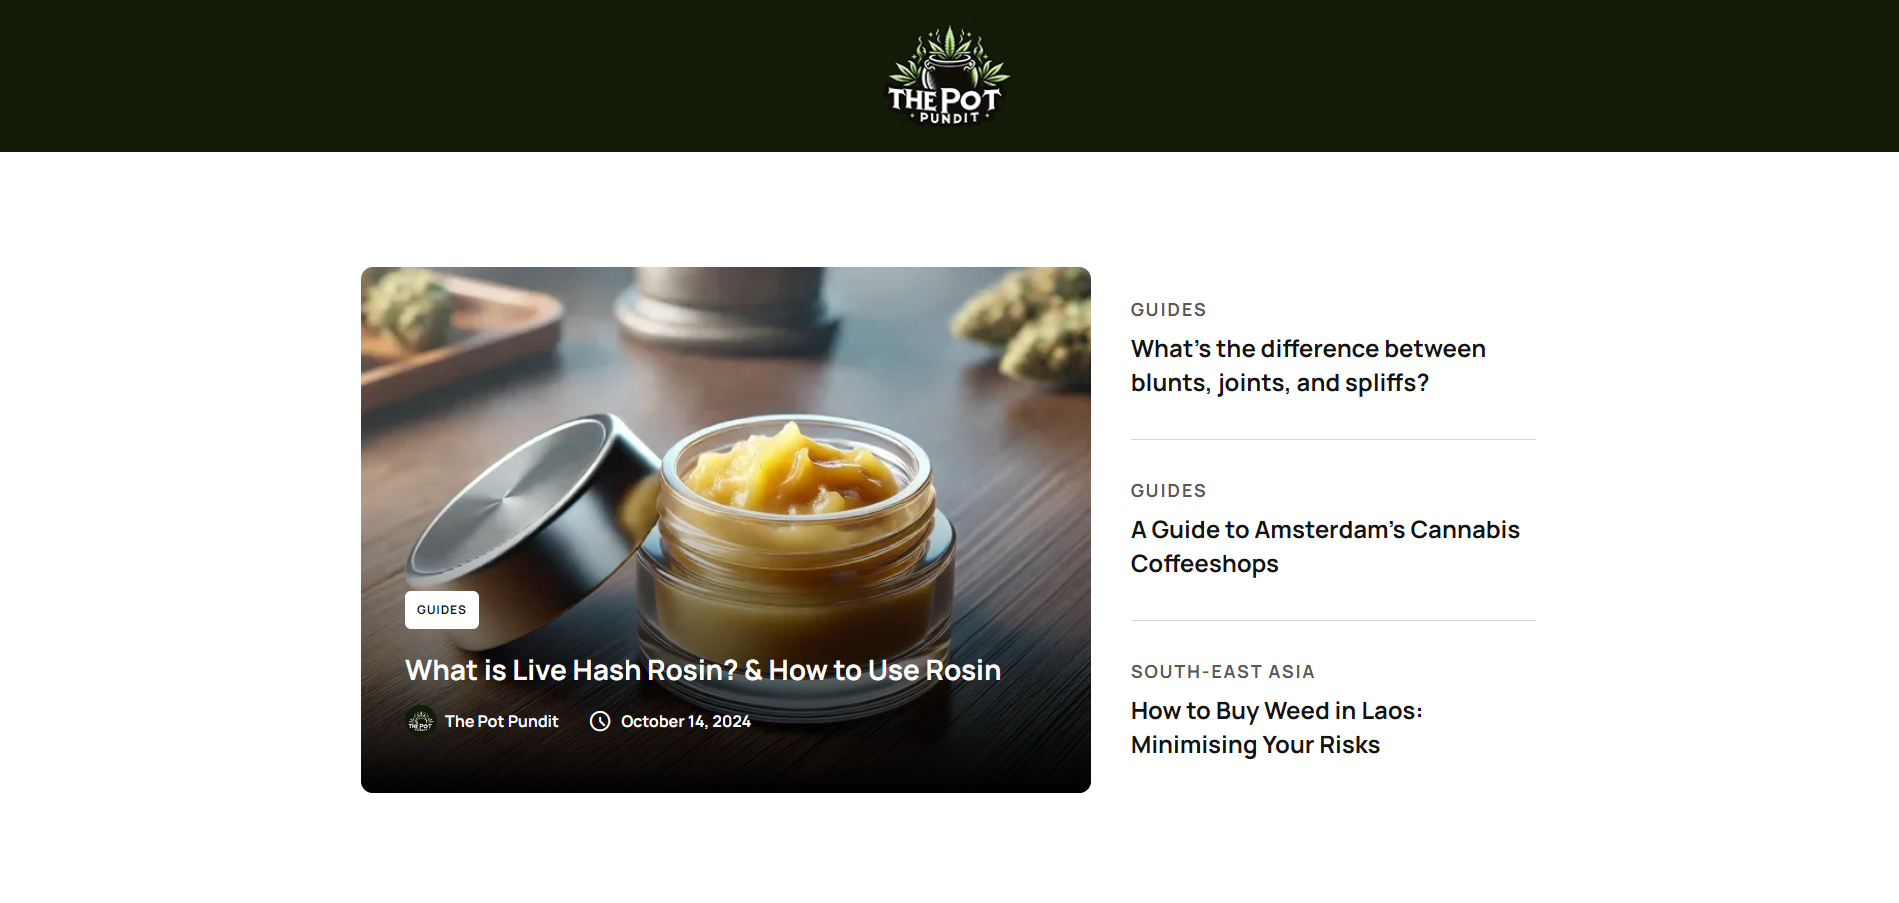 THE POT
PUNDIT
GUIDES
What is Live Hash Rosin? & How to Use Rosin
THE POT
The Pot Pundit
October 14, 2024
GUIDES
What’s the difference between
blunts, joints, and spliffs?
GUIDES
A Guide to Amsterdam’s Cannabis
Coffeeshops
SOUTH-EAST ASIA
How to Buy Weed in Laos:
Minimising Your Risks